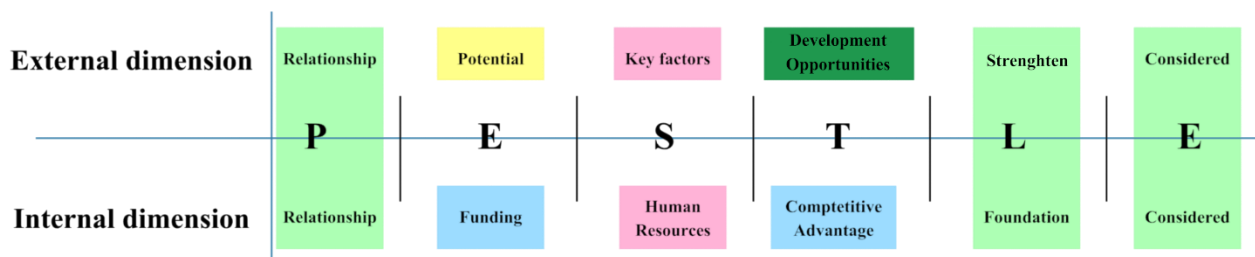 External dimension
Relationship
Potential
Key factors
Development
Opportunities
Strenghten
Considered
P
E
S
T
L
E
Internal dimension
Relationship
Funding
Human
Resources
Comptetitive
Advantage
Foundation
Considered